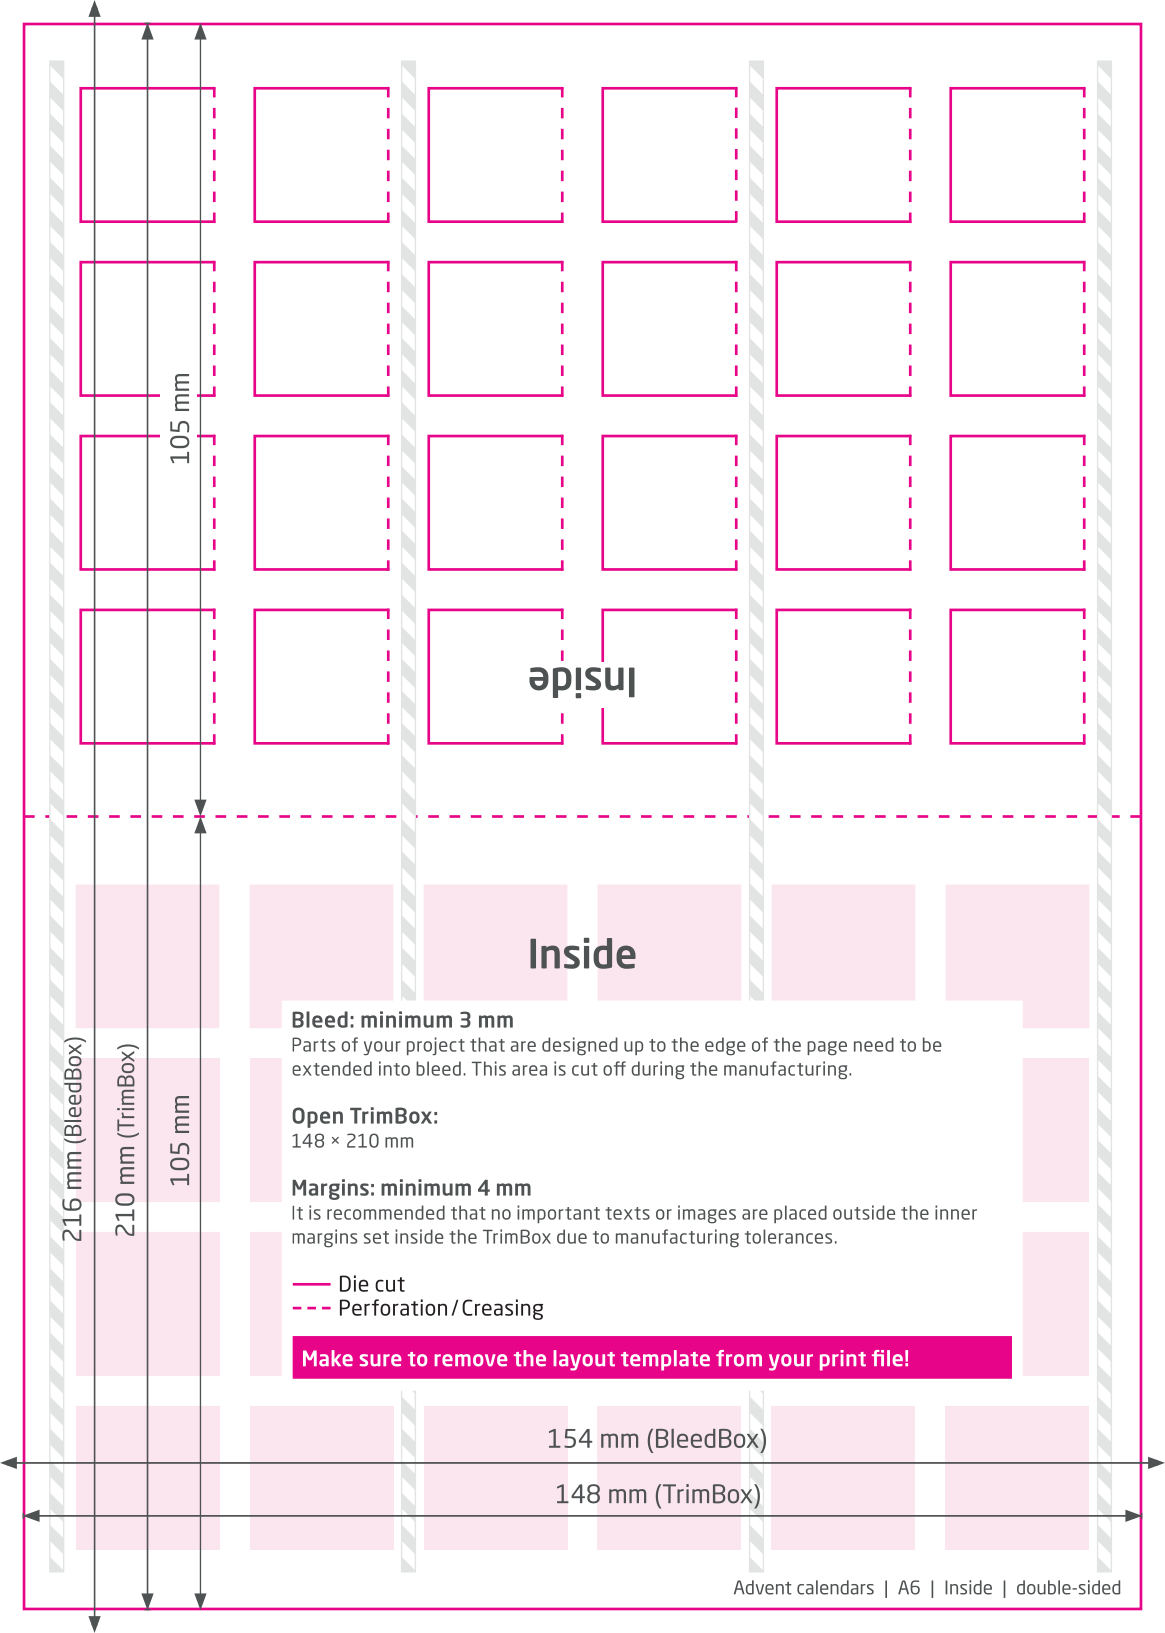 105 mm
Inside
Inside
Bleed: minimum 3 mm
Parts of your project that are designed up to the edge of the page need to be
extended into bleed. This area is cut off during the manufacturing.
Open TrimBox:
148 × 210 mm
Margins: minimum 4 mm
It is recommended that no important texts or images are placed outside the inner
margins set inside the TrimBox due to manufacturing tolerances.
Die cut
Perforation/Creasing
Make sure to remove the layout template from your print file!
216 mm (BleedBox)
210 mm (TrimBox)
105 mm
154 mm (BleedBox)
148 mm (TrimBox)
Advent calendars | A6 | Inside | double-sided